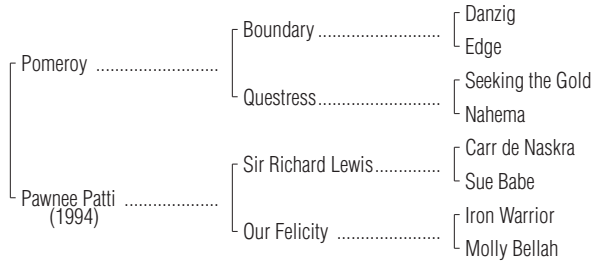 Danzig
Boundary ..........................
Edge
Pomeroy ..........................
Seeking the Gold
Questress..........................
Nahema
Carr de Naskra
Sir Richard Lewis..............
Sue Babe
Pawnee Patti ....................
(1994)
Iron Warrior
Our Felicity ......................
Molly Bellah